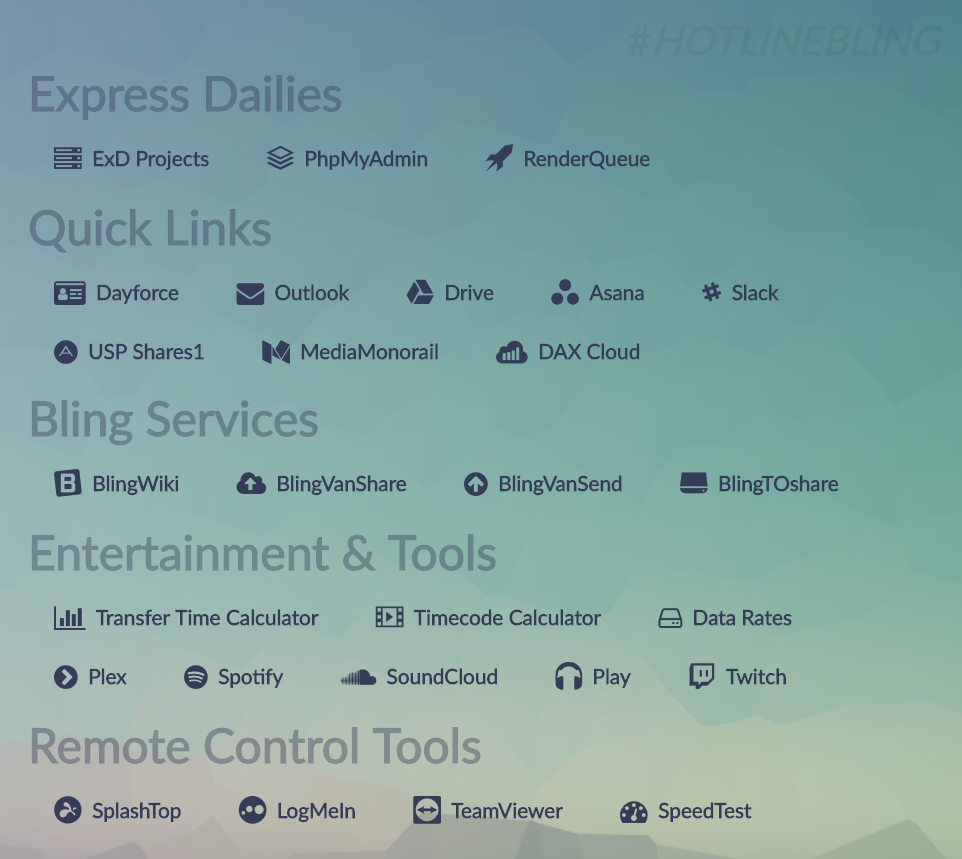 #HOTLINEBLING
Express Dailies
ExD Projects PhpMyAdmin RenderQueue
Quick Links
Dayforce Outlook Drive Asana Slack
USP Shares1 MediaMonorail DAX Cloud
Bling Services
BlingWiki BlingVanShare BlingVanSend BlingTOshare
Entertainment & Tools
Transfer Time Calculator Timecode Calculator Data Rates
Plex Spotify SoundCloud Play Twitch
Remote Control Tools
SplashTop LogMeIn TeamViewer SpeedTest